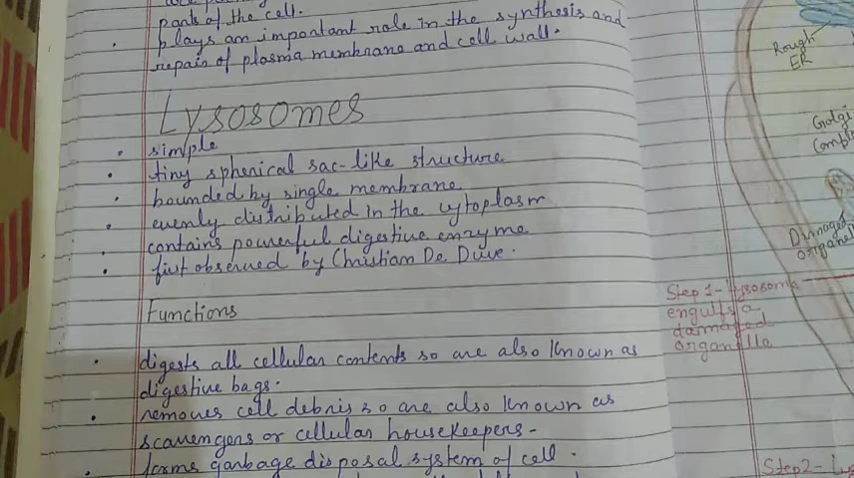 parts of the cell.
• plays an important role in the synthesis and
repair of plasma membrane and cell wall.
Lysosomes
• simple
• tiny spherical sac-like structure
• bounded by single membrane
• evenly distributed in the cytoplasm
• contains powerful digestive enzyme
• first observed by Christian De Duve.
Functions
• digests all cellular contents so are also known as
digestive bags.
• removes cell debris so are also known as
scavengers or cellular housekeepers.
• forms garbage disposal system of cell.
Rough
ER
Golgi
Damaged
Step 1- Lysosome
engulfs a
damaged
organelle
Step 2-